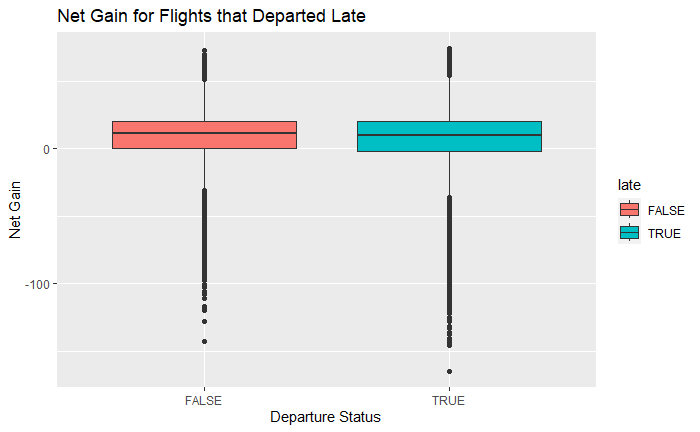 Net Gain for Flights that Departed Late
Net Gain
0
-100
FALSE
TRUE
Departure Status
late
FALSE
TRUE